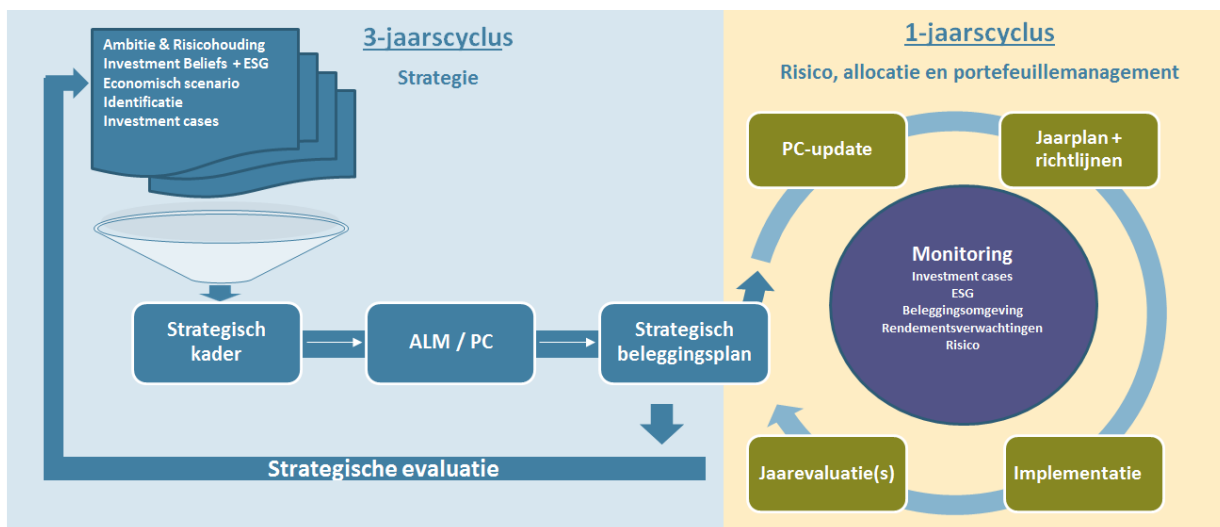 3-jaarscyclus
Strategie
Ambitie & Risicohouding
Investment Beliefs + ESG
Economisch scenario
Identificatie
Investment cases
Strategisch
kader
ALM / PC
Strategisch
beleggingsplan
Strategische evaluatie
1-jaarscyclus
Risico, allocatie en portefeuillemanagement
PC-update
Jaarplan +
richtlijnen
Monitoring
Investment cases
ESG
Beleggingsomgeving
Rendementsverwachtingen
Risico
Jaarevaluatie(s)
Implementatie